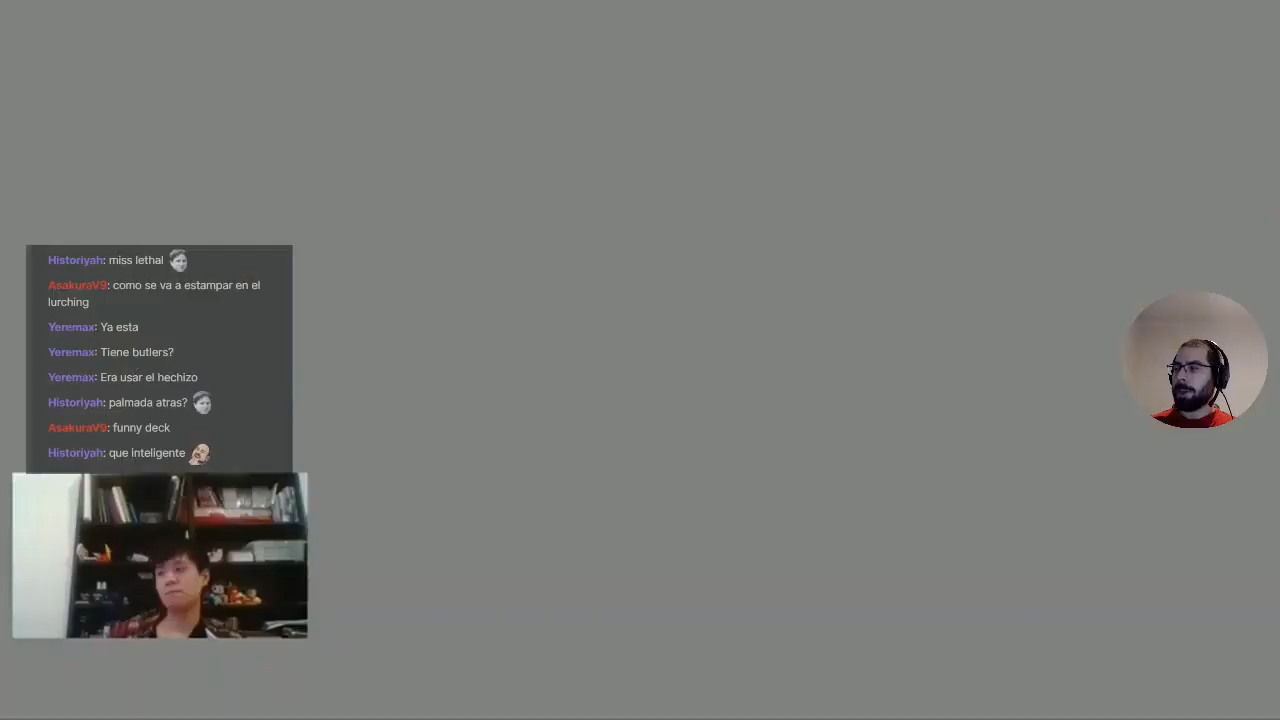 Historiyah: miss lethal
AsakuraV9: como se va a estampar en el
lurching
Yeremax: Ya esta
Yeremax: Tiene butlers?
Yeremax: Era usar el hechizo
Historiyah: palmada atras?
AsakuraV9: funny deck
Historiyah: que inteligente